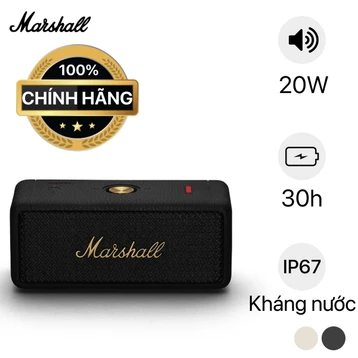 Marshall
100%
CHÍNH HÃNG
20W
30h
Marshall
IP67
Kháng nước